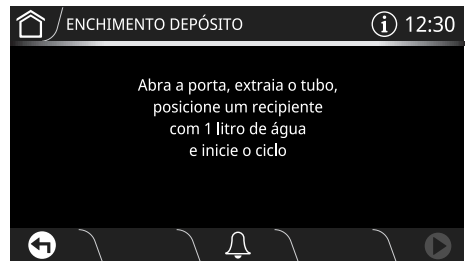 ENCHIMENTO DEPÓSITO
i 12:30
Abra a porta, extraia o tubo,
posicione um recipiente
com 1 litro de água
e inicie o ciclo